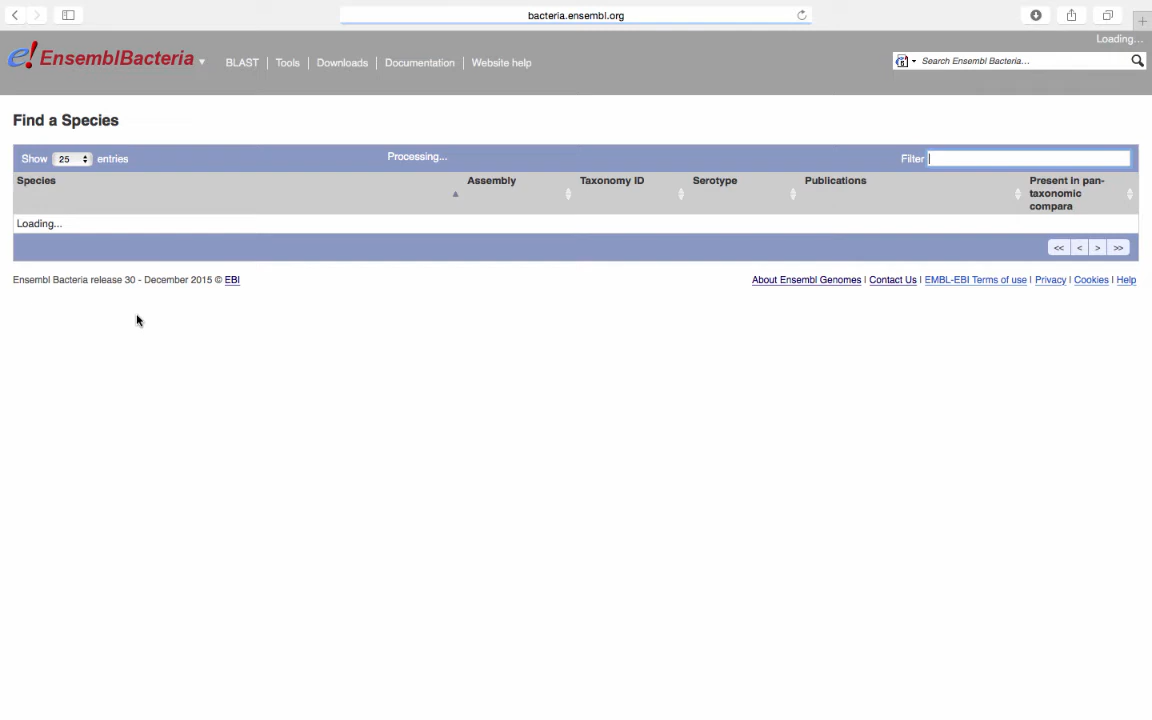 bacteria.ensembl.org
Loading...
e! EnsemblBacteria ▾ BLAST | Tools | Downloads | Documentation | Website help
Search Ensembl Bacteria...
Find a Species
Show 25 entries Processing... Filter
Species Assembly Taxonomy ID Serotype Publications Present in pan-
taxonomic
compara
Loading...
<< < > >>
Ensembl Bacteria release 30 - December 2015 © EBI About Ensembl Genomes | Contact Us | EMBL-EBI Terms of use | Privacy | Cookies | Help